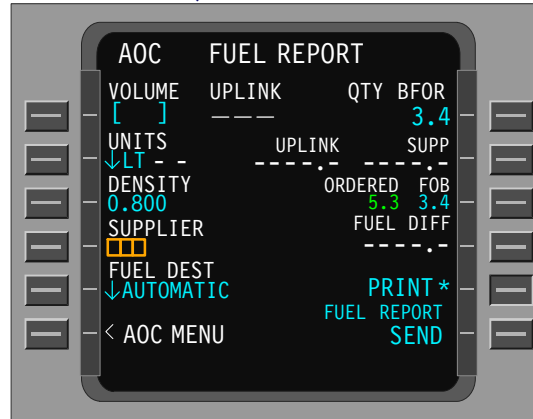 AOC FUEL REPORT
VOLUME UPLINK QTY BFOR
[ ] --- 3.4
UNITS UPLINK SUPP
↓LT - - ----.- ----.-
DENSITY ORDERED FOB
0.800 5.3 3.4
SUPPLIER FUEL DIFF
----.-
FUEL DEST
↓AUTOMATIC PRINT*
FUEL REPORT
< AOC MENU SEND